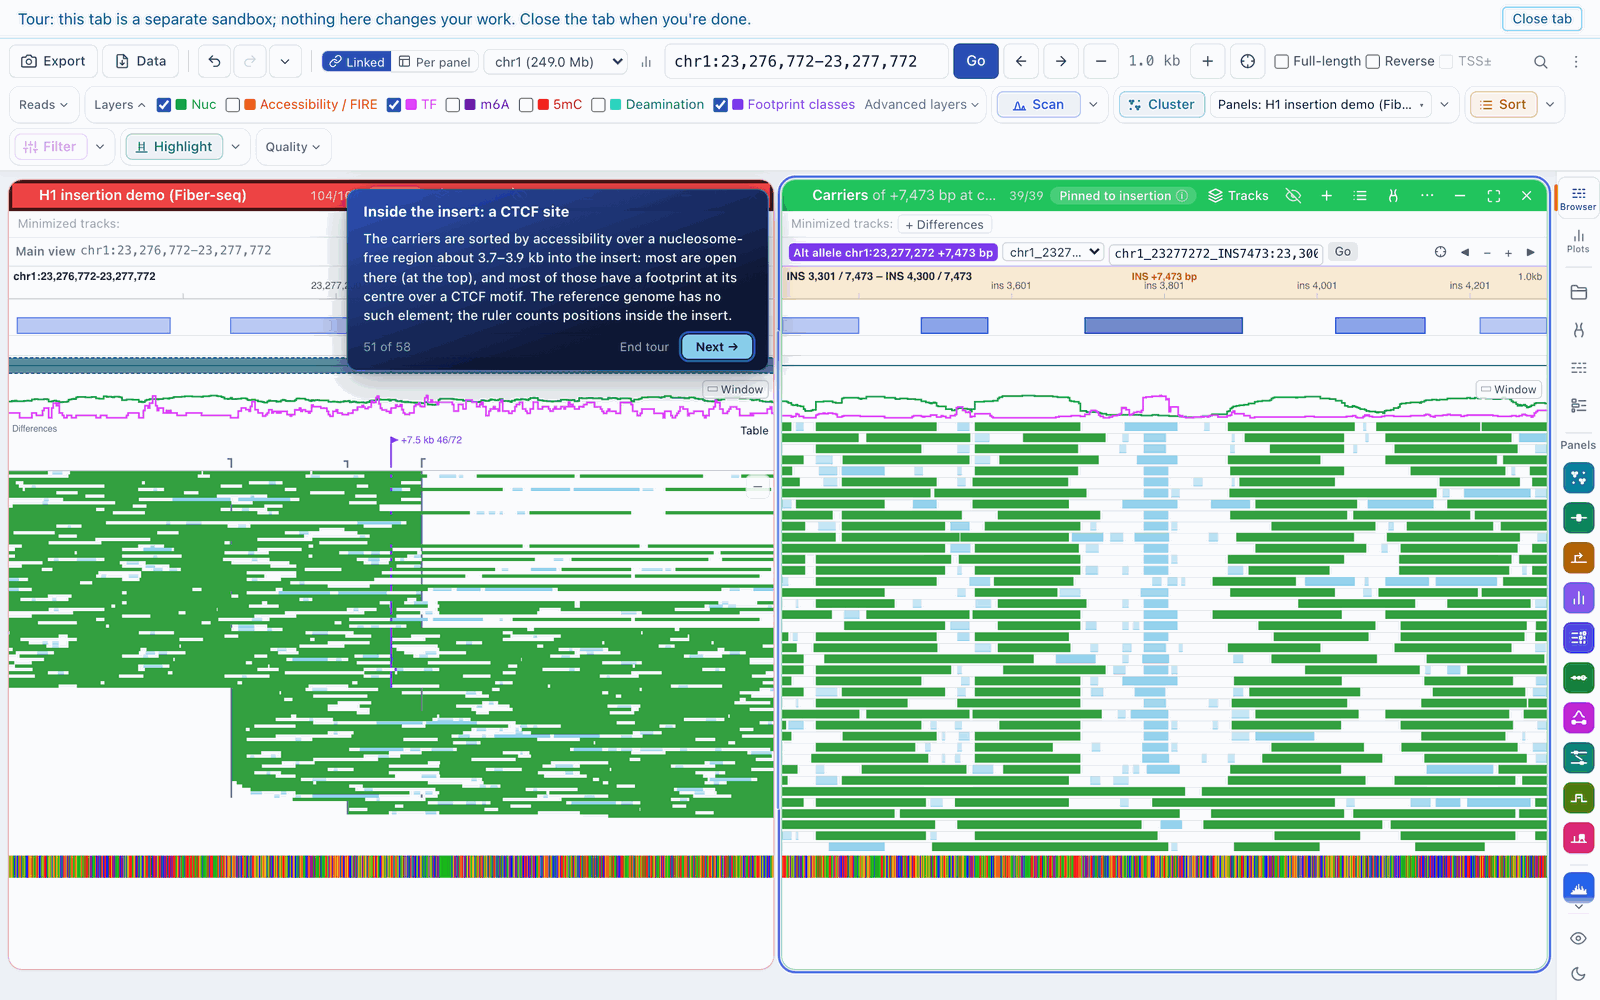 Tour: this tab is a separate sandbox; nothing here changes your work. Close the tab when you're done.
Close tab
Export
Data
Linked
Per panel
chr1 (249.0 Mb)
chr1:23,276,772–23,277,772
Go
1.0 kb
Full-length
Reverse
TSS±
Reads
Layers
Nuc
Accessibility / FIRE
TF
m6A
5mC
Deamination
Footprint classes
Advanced layers
Scan
Cluster
Panels: H1 insertion demo (Fib...
Sort
Filter
Highlight
Quality
H1 insertion demo (Fiber-seq)
Minimized tracks:
Main view chr1:23,276,772–23,277,772
chr1:23,276,772-23,277,772
Inside the insert: a CTCF site
The carriers are sorted by accessibility over a nucleosome-
free region about 3.7–3.9 kb into the insert: most are open
there (at the top), and most of those have a footprint at its
centre over a CTCF motif. The reference genome has no
such element; the ruler counts positions inside the insert.
51 of 58
End tour
Next →
Window
Differences
Table
+7.5 kb 46/72
Carriers of +7,473 bp at c...
39/39
Pinned to insertion
Tracks
Minimized tracks:
+ Differences
Alt allele chr1:23,277,272 +7,473 bp
chr1_2327...
chr1_23277272_INS7473:23,30
Go
INS 3,301 / 7,473 – INS 4,300 / 7,473
INS +7,473 bp
1.0kb
ins 3,601
ins 3,801
ins 4,001
ins 4,201
Window
Browser
Plots
Panels